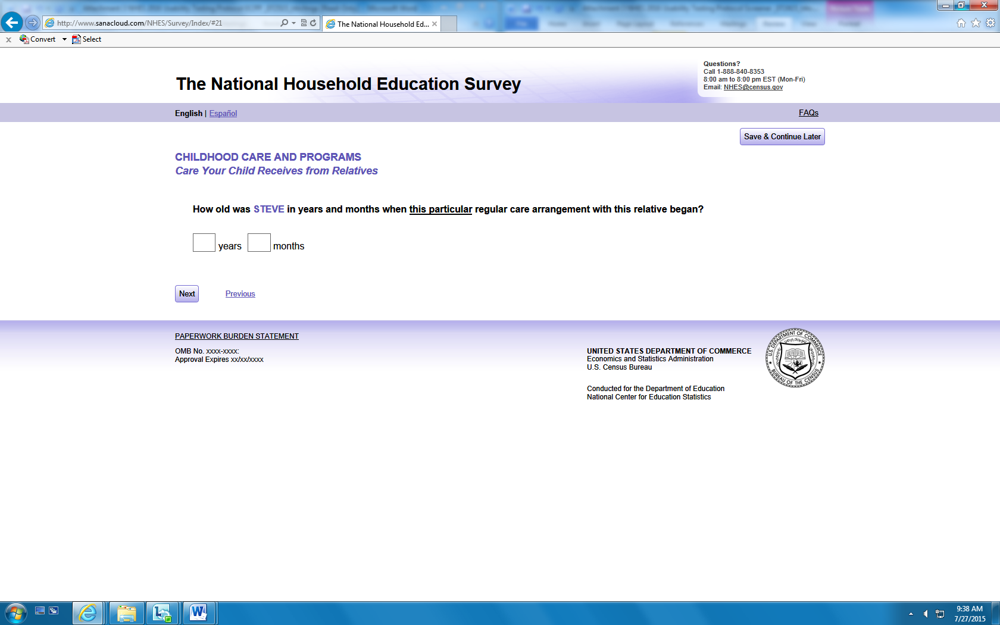 http://www.sanacloud.com/NHES/Survey/Index/#21
The National Household Ed...
Convert
Select
Questions?
Call 1-888-840-8353
8:00 am to 8:00 pm EST (Mon-Fri)
Email: NHES@census.gov
The National Household Education Survey
English | Español
FAQs
Save & Continue Later
CHILDHOOD CARE AND PROGRAMS
Care Your Child Receives from Relatives
How old was STEVE in years and months when this particular regular care arrangement with this relative began?
years months
Next Previous
PAPERWORK BURDEN STATEMENT
OMB No. xxxx-xxxx:
Approval Expires xx/xx/xxxx
UNITED STATES DEPARTMENT OF COMMERCE
Economics and Statistics Administration
U.S. Census Bureau
Conducted for the Department of Education
National Center for Education Statistics
U.S. DEPARTMENT OF COMMERCE
BUREAU OF THE CENSUS
9:38 AM
7/27/2015